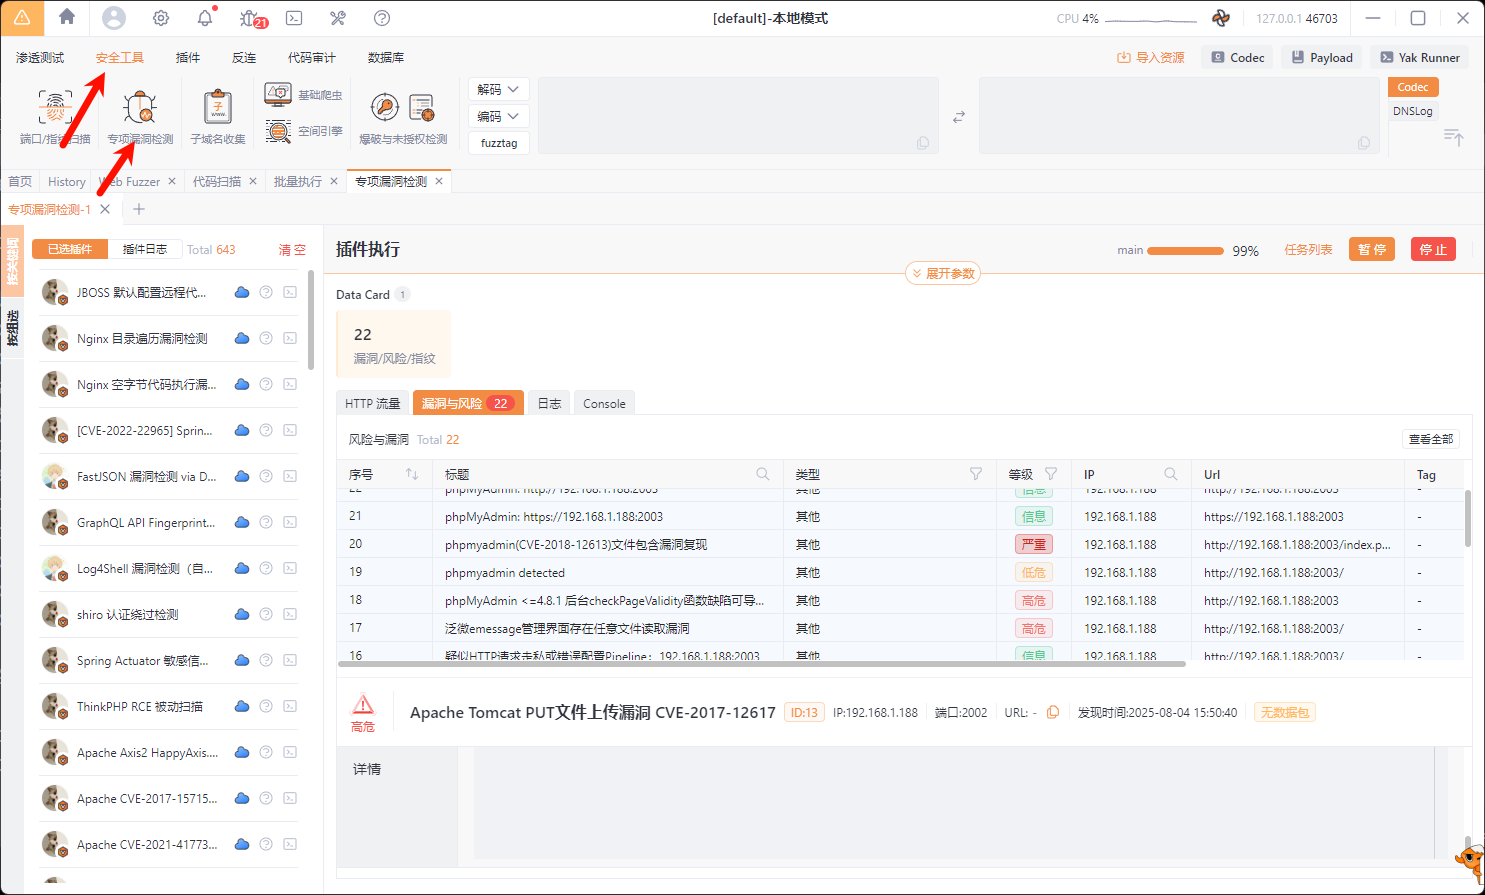 21
[default]-本地模式
CPU 4%
127.0.0.1 46703
渗透测试
安全工具
插件
反连
代码审计
数据库
导入资源
Codec
Payload
Yak Runner
端口/指纹扫描
专项漏洞检测
子域名收集
基础爬虫
空间引擎
爆破与未授权检测
解码
编码
fuzztag
Codec
DNSLog
首页
History
Web Fuzzer
代码扫描
批量执行
专项漏洞检测
专项漏洞检测-1
已选插件
插件日志
Total 643
清 空
按组选
JBOSS 默认配置远程代...
Nginx 目录遍历漏洞检测
Nginx 空字节代码执行漏...
[CVE-2022-22965] Sprin...
FastJSON 漏洞检测 via D...
GraphQL API Fingerprint...
Log4Shell 漏洞检测（自...
shiro 认证绕过检测
Spring Actuator 敏感信...
ThinkPHP RCE 被动扫描
Apache Axis2 HappyAxis....
Apache CVE-2017-15715...
Apache CVE-2021-41773...
插件执行
main
99%
任务列表
暂 停
停 止
展开参数
Data Card 1
22
漏洞/风险/指纹
HTTP 流量
漏洞与风险 22
日志
Console
风险与漏洞 Total 22
查看全部
序号 标题 类型 等级 IP Url Tag
22 phpMyAdmin: http://192.168.1.188:2003 其他 信息 192.168.1.188 http://192.168.1.188:2003 -
21 phpMyAdmin: https://192.168.1.188:2003 其他 信息 192.168.1.188 https://192.168.1.188:2003 -
20 phpmyadmin(CVE-2018-12613)文件包含漏洞复现 其他 严重 192.168.1.188 http://192.168.1.188:2003/index.p... -
19 phpmyadmin detected 其他 低危 192.168.1.188 http://192.168.1.188:2003/ -
18 phpMyAdmin <=4.8.1 后台checkPageValidity函数缺陷可导... 其他 高危 192.168.1.188 http://192.168.1.188:2003 -
17 泛微emessage管理界面存在任意文件读取漏洞 其他 高危 192.168.1.188 http://192.168.1.188:2003/ -
16 疑似HTTP请求走私或错误配置Pipeline：192.168.1.188:2003 其他 信息 192.168.1.188 http://192.168.1.188:2003/ -
高危
Apache Tomcat PUT文件上传漏洞 CVE-2017-12617
ID:13
IP:192.168.1.188
端口:2002
URL: -
发现时间:2025-08-04 15:50:40
无数据包
详情